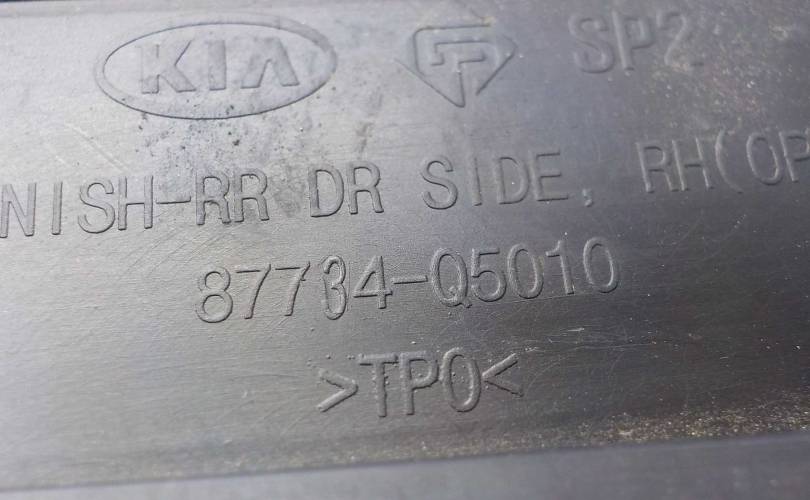 KIA SP2
NISH-RR DR SIDE, RH(OP
87734-Q5010
>TPO<